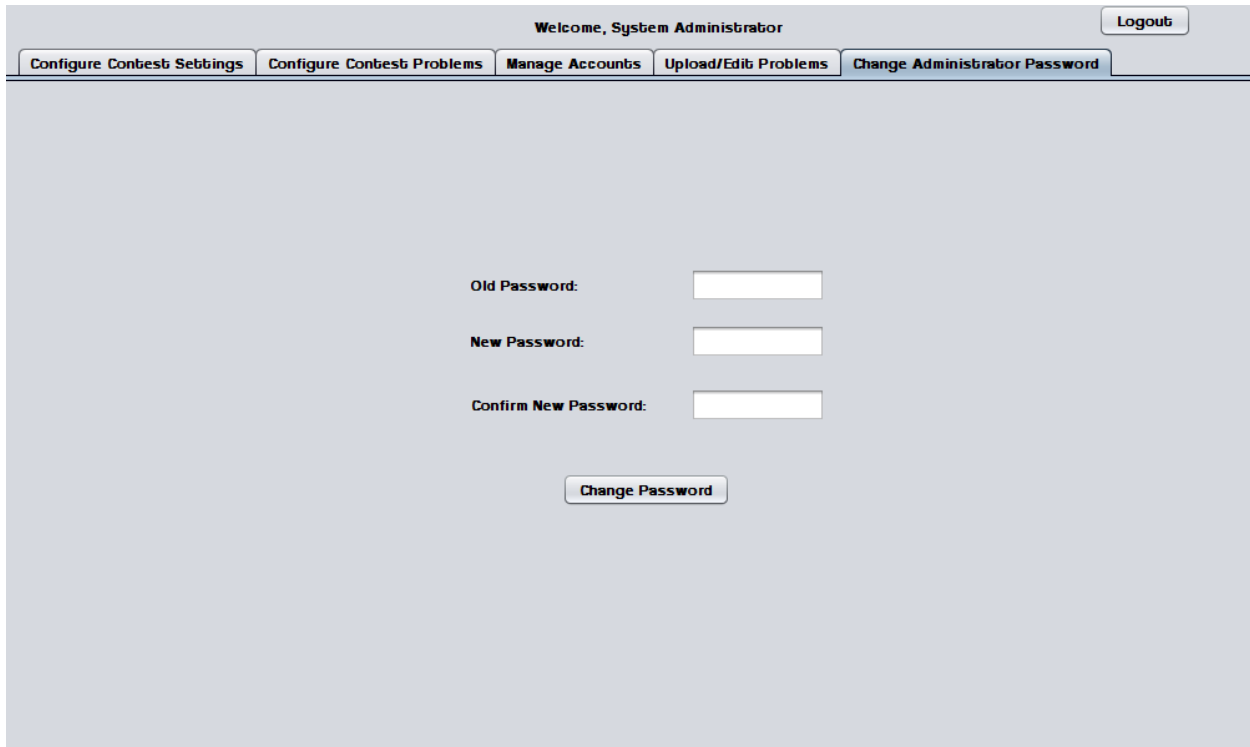 Welcome, System Administrator
Logout
Configure Contest Settings Configure Contest Problems Manage Accounts Upload/Edit Problems Change Administrator Password
Old Password:
New Password:
Confirm New Password:
Change Password